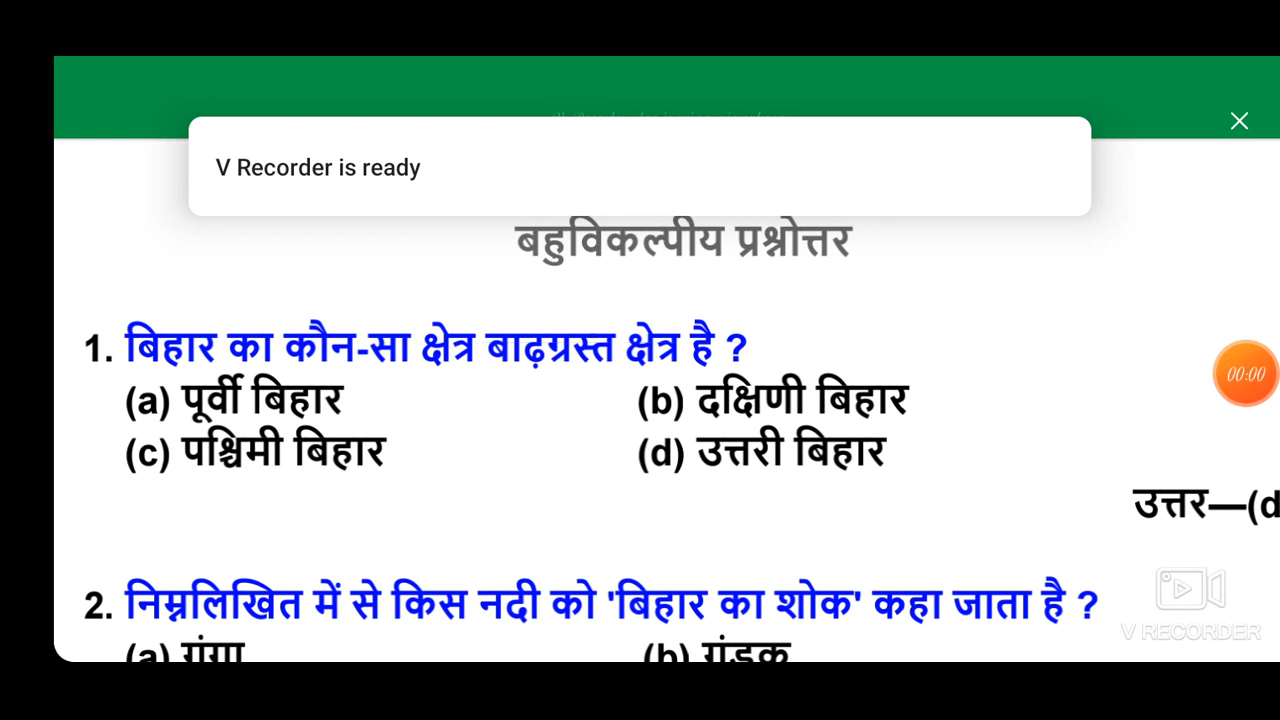 V Recorder is ready
बहुविकल्पीय प्रश्नोत्तर
1. बिहार का कौन-सा क्षेत्र बाढ़ग्रस्त क्षेत्र है ?
(a) पूर्वी बिहार (b) दक्षिणी बिहार
(c) पश्चिमी बिहार (d) उत्तरी बिहार
00:00
उत्तर—(d
2. निम्नलिखित में से किस नदी को 'बिहार का शोक' कहा जाता है ?
(a) गंगा (b) गंडक
V RECORDER